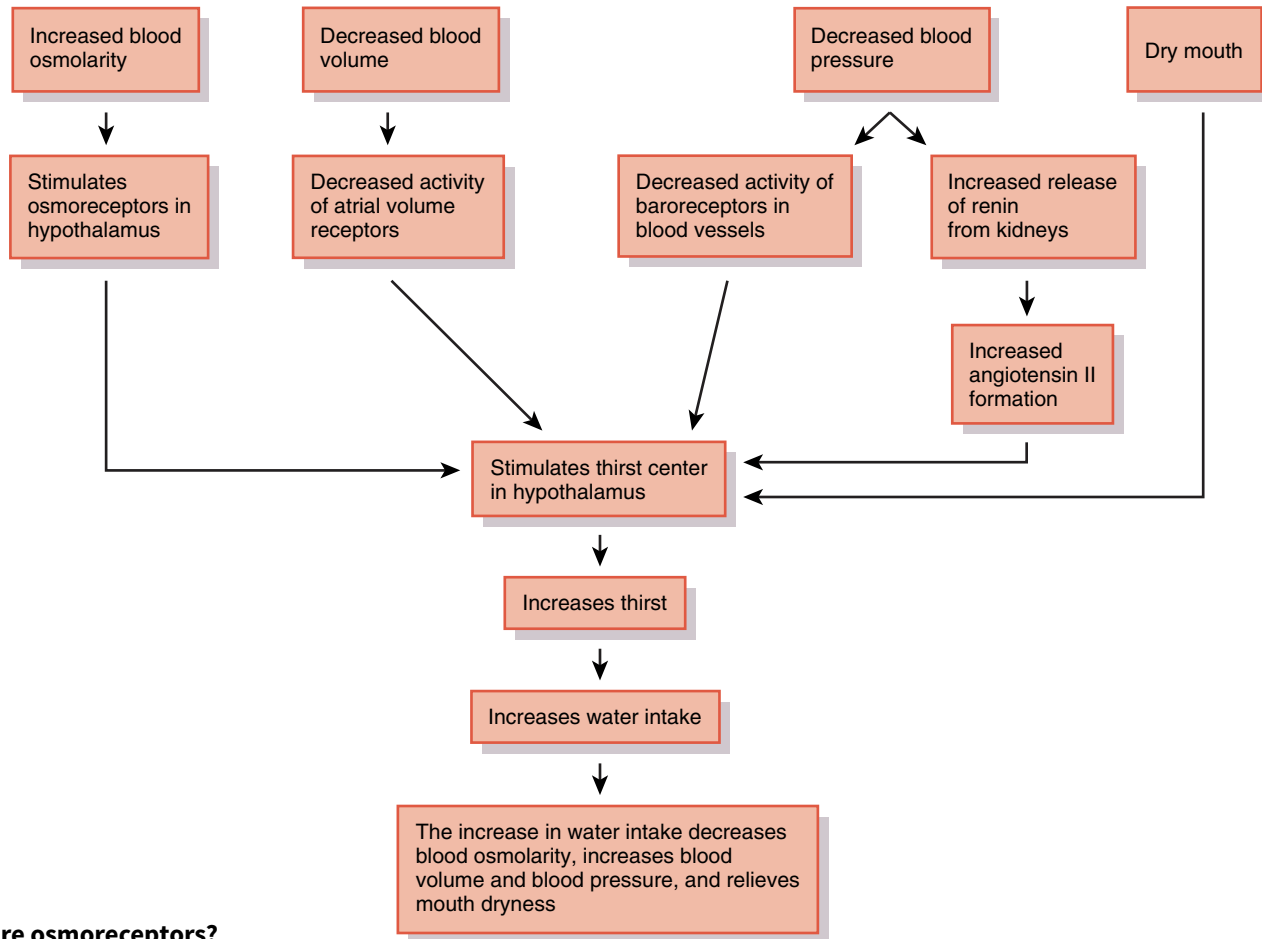 Increased blood
osmolarity
Decreased blood
volume
Decreased blood
pressure
Dry mouth
Stimulates
osmoreceptors in
hypothalamus
Decreased activity
of atrial volume
receptors
Decreased activity of
baroreceptors in
blood vessels
Increased release
of renin
from kidneys
Increased
angiotensin II
formation
Stimulates thirst center
in hypothalamus
Increases thirst
Increases water intake
The increase in water intake decreases
blood osmolarity, increases blood
volume and blood pressure, and relieves
mouth dryness
re osmoreceptors?